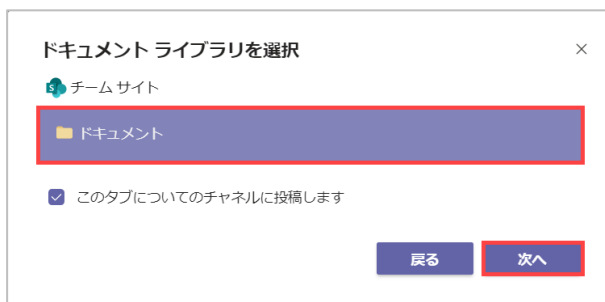 ドキュメント ライブラリを選択
チーム サイト
ドキュメント
このタブについてのチャネルに投稿します
戻る
次へ